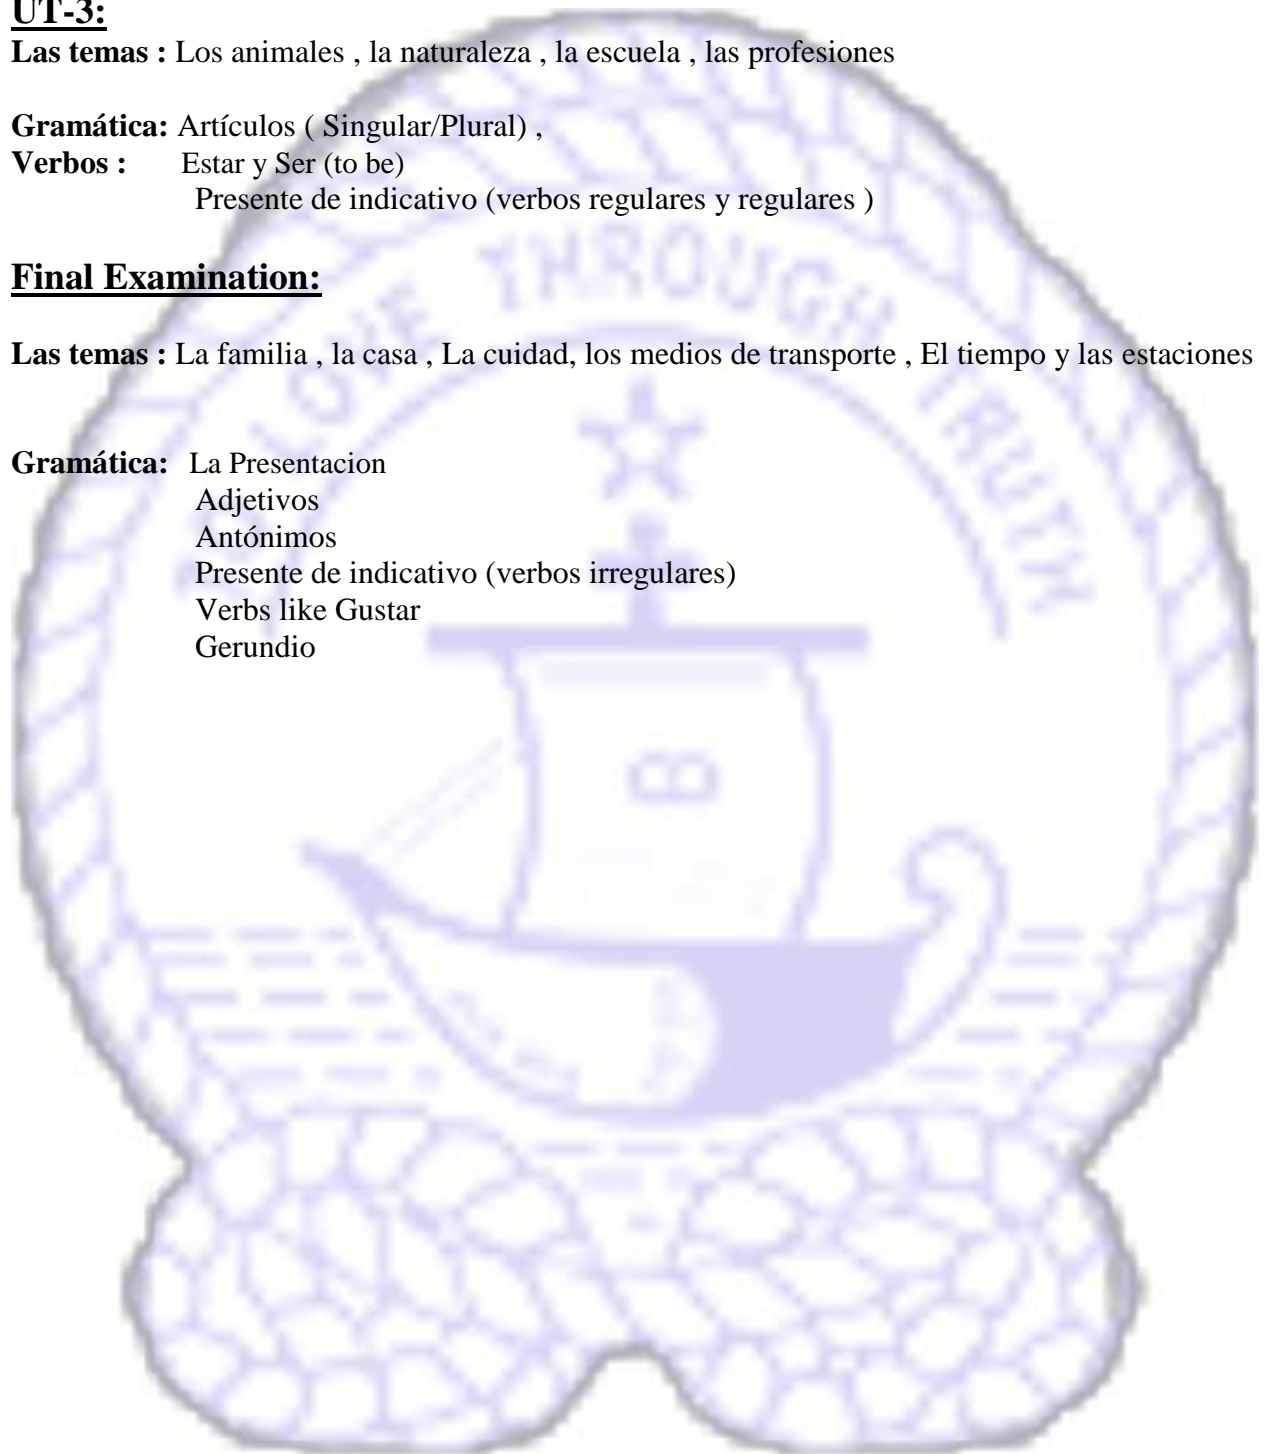 UT-3:
Las temas : Los animales , la naturaleza , la escuela , las profesiones
Gramática: Artículos ( Singular/Plural) ,
Verbos : Estar y Ser (to be)
Presente de indicativo (verbos regulares y regulares )
Final Examination:
Las temas : La familia , la casa , La cuidad, los medios de transporte , El tiempo y las estaciones
Gramática: La Presentacion
Adjetivos
Antónimos
Presente de indicativo (verbos irregulares)
Verbs like Gustar
Gerundio
LOVE THROUGH TRUTH